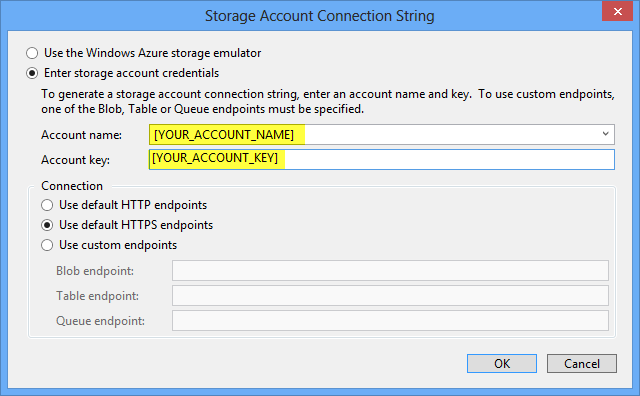 Storage Account Connection String
Use the Windows Azure storage emulator
Enter storage account credentials
To generate a storage account connection string, enter an account name and key.  To use custom endpoints,
one of the Blob, Table or Queue endpoints must be specified.
Account name: [YOUR_ACCOUNT_NAME]
Account key: [YOUR_ACCOUNT_KEY]
Connection
Use default HTTP endpoints
Use default HTTPS endpoints
Use custom endpoints
Blob endpoint:
Table endpoint:
Queue endpoint:
OK Cancel